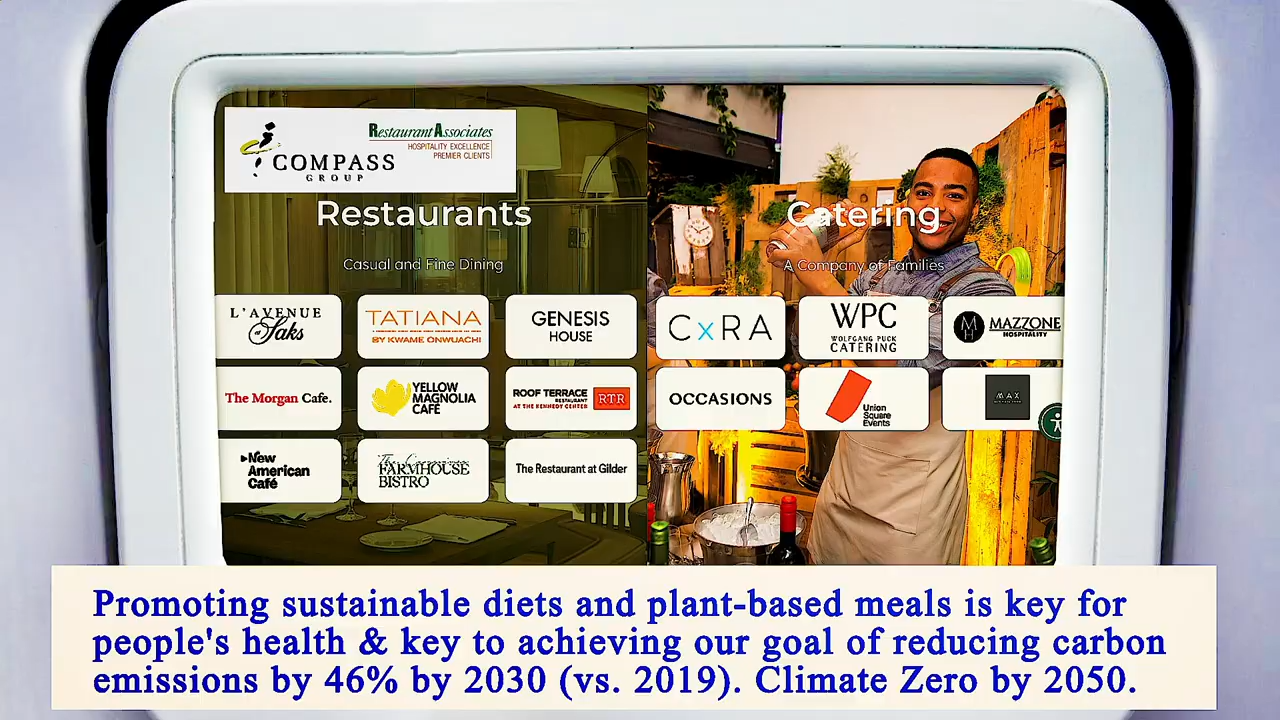 COMPASS
GROUP
Restaurant Associates
HOSPITALITY EXCELLENCE
PREMIER CLIENTS
Restaurants
Casual and Fine Dining
L'AVENUE
at Saks
TATIANA
BY KWAME ONWUACHI
GENESIS
HOUSE
The Morgan Cafe.
YELLOW
MAGNOLIA
CAFÉ
ROOF TERRACE
RESTAURANT
AT THE KENNEDY CENTER
RTR
New
American
Café
FARMHOUSE
BISTRO
The Restaurant at Gilder
Catering
A Company of Families
CxRA
WPC
WOLFGANG PUCK
CATERING
MH
MAZZONE
HOSPITALITY
OCCASIONS
Union
Square
Events
MAX
Promoting sustainable diets and plant-based meals is key for
people's health & key to achieving our goal of reducing carbon
emissions by 46% by 2030 (vs. 2019). Climate Zero by 2050.